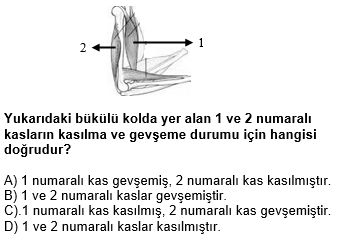 2 1
Yukarıdaki bükülü kolda yer alan 1 ve 2 numaralı
kasların kasılma ve gevşeme durumu için hangisi
doğrudur?
A) 1 numaralı kas gevşemiş, 2 numaralı kas kasılmıştır.
B) 1 ve 2 numaralı kaslar gevşemiştir.
C).1 numaralı kas kasılmış, 2 numaralı kas gevşemiştir.
D) 1 ve 2 numaralı kaslar kasılmıştır.